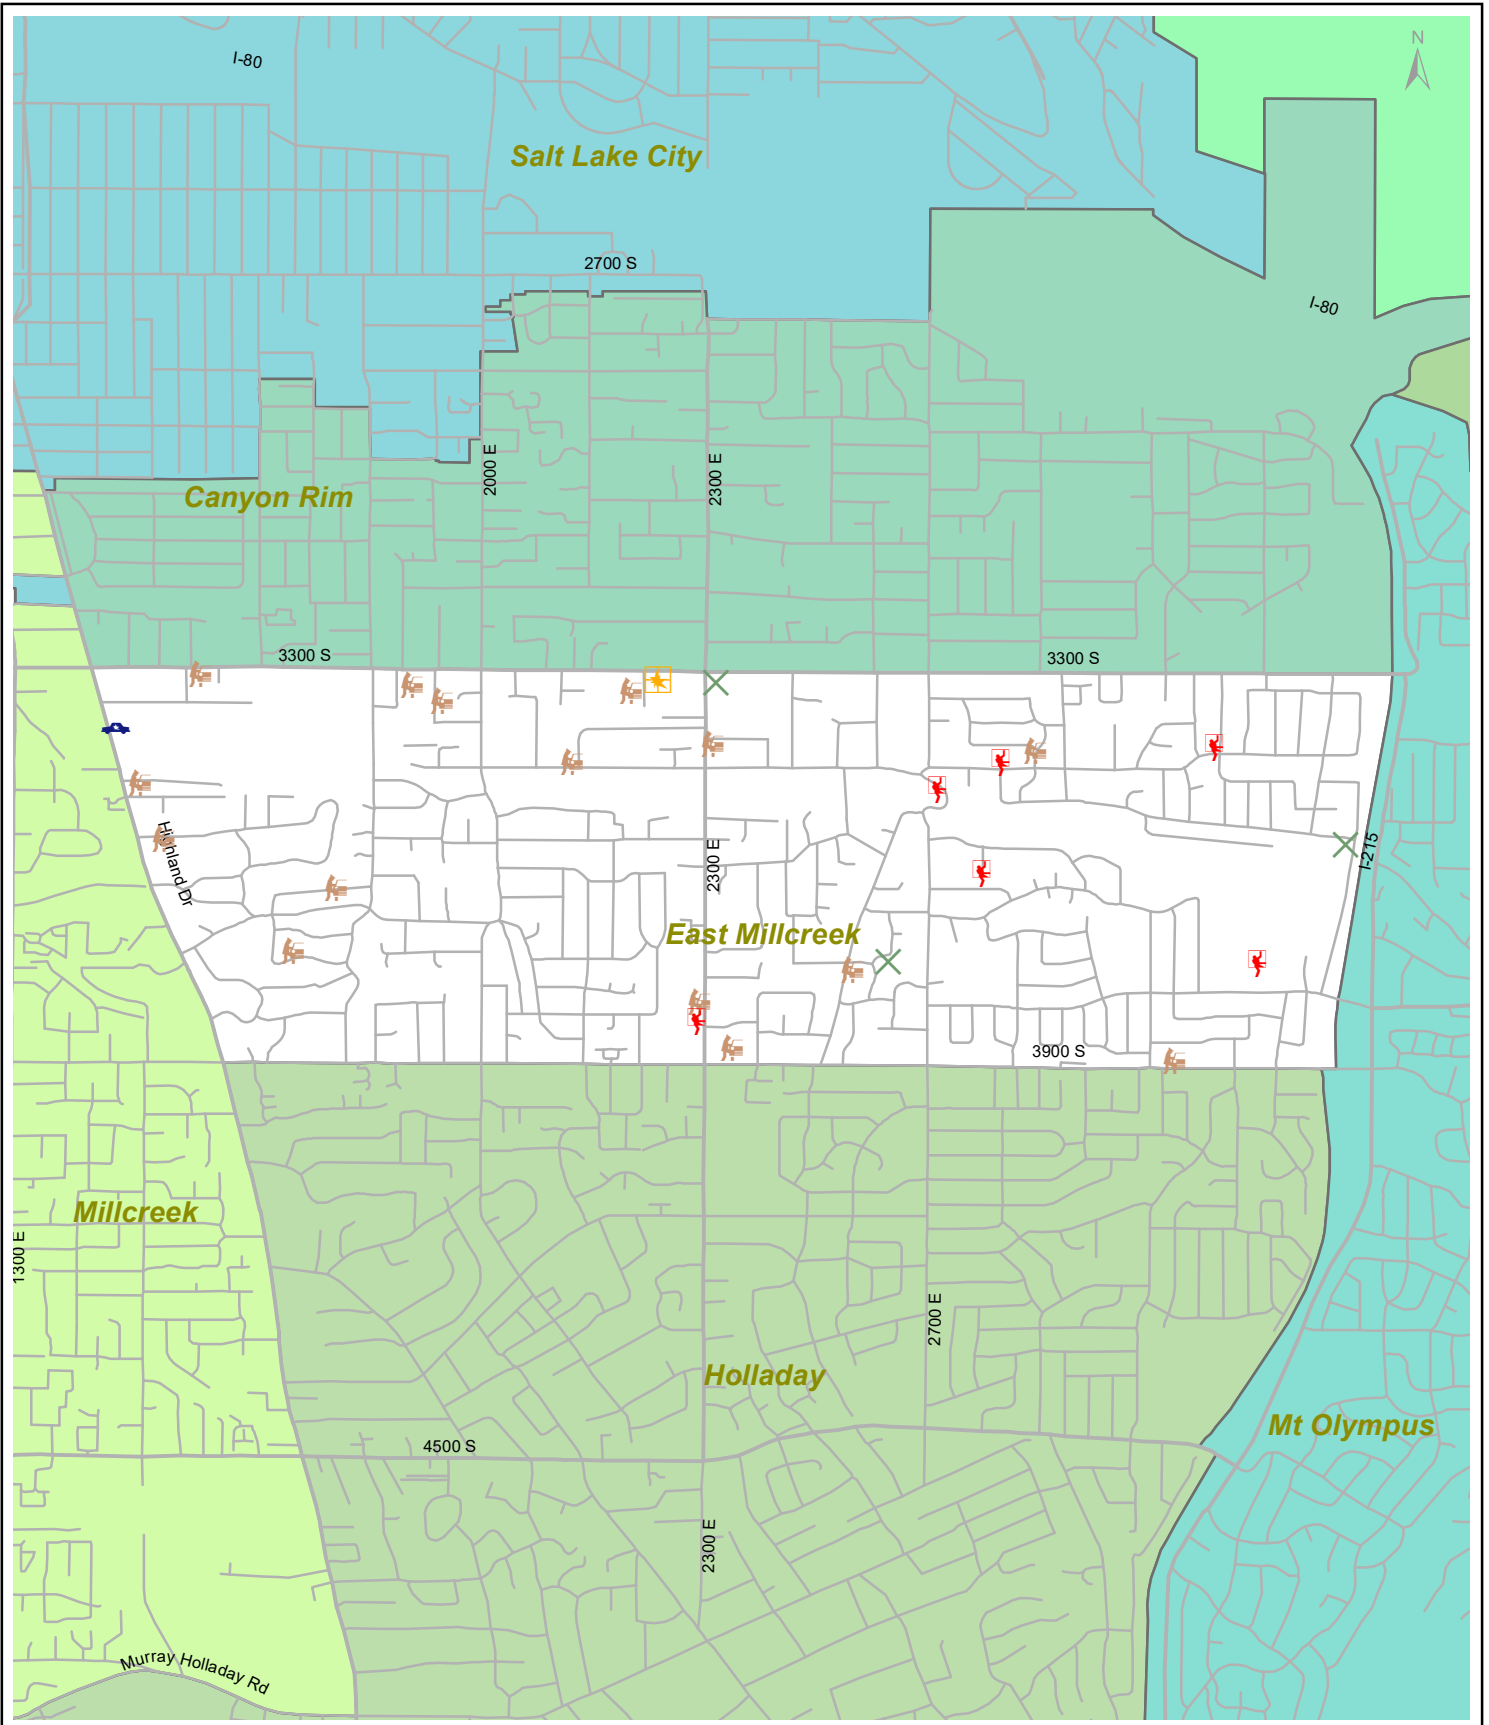 I-80
N
Salt Lake City
2700 S
I-80
2000 E
2300 E
Canyon Rim
3300 S
3300 S
Highland Dr
2300 E
I-215
East Millcreek
3900 S
Millcreek
1300 E
2700 E
Holladay
Mt Olympus
4500 S
2300 E
Murray Holladay Rd